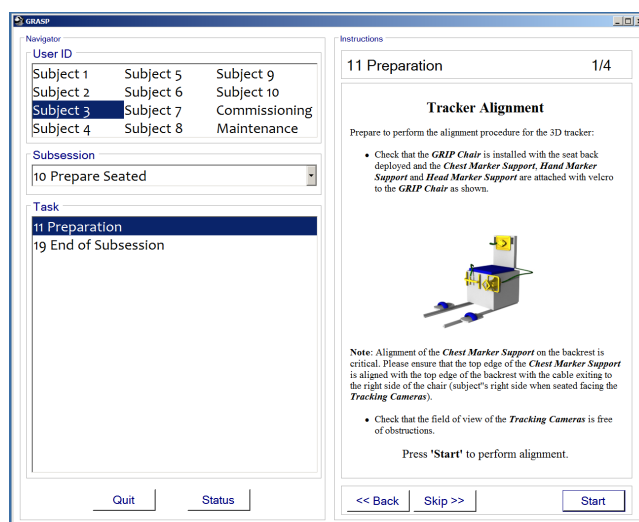 GRASP
Navigator
User ID
Subject 1 Subject 5 Subject 9
Subject 2 Subject 6 Subject 10
Subject 3 Subject 7 Commissioning
Subject 4 Subject 8 Maintenance
Subsession
10 Prepare Seated
Task
11 Preparation
19 End of Subsession
Quit Status
Instructions
11 Preparation 1/4
Tracker Alignment
Prepare to perform the alignment procedure for the 3D tracker:
• Check that the GRIP Chair is installed with the seat back
deployed and the Chest Marker Support, Hand Marker
Support and Head Marker Support are attached with velcro
to the GRIP Chair as shown.
Note: Alignment of the Chest Marker Support on the backrest is
critical. Please ensure that the top edge of the Chest Marker Support
is aligned with the top edge of the backrest with the cable exiting to
the right side of the chair (subject"s right side when seated facing the
Tracking Cameras).
• Check that the field of view of the Tracking Cameras is free
of obstructions.
Press 'Start' to perform alignment.
<< Back Skip >> Start